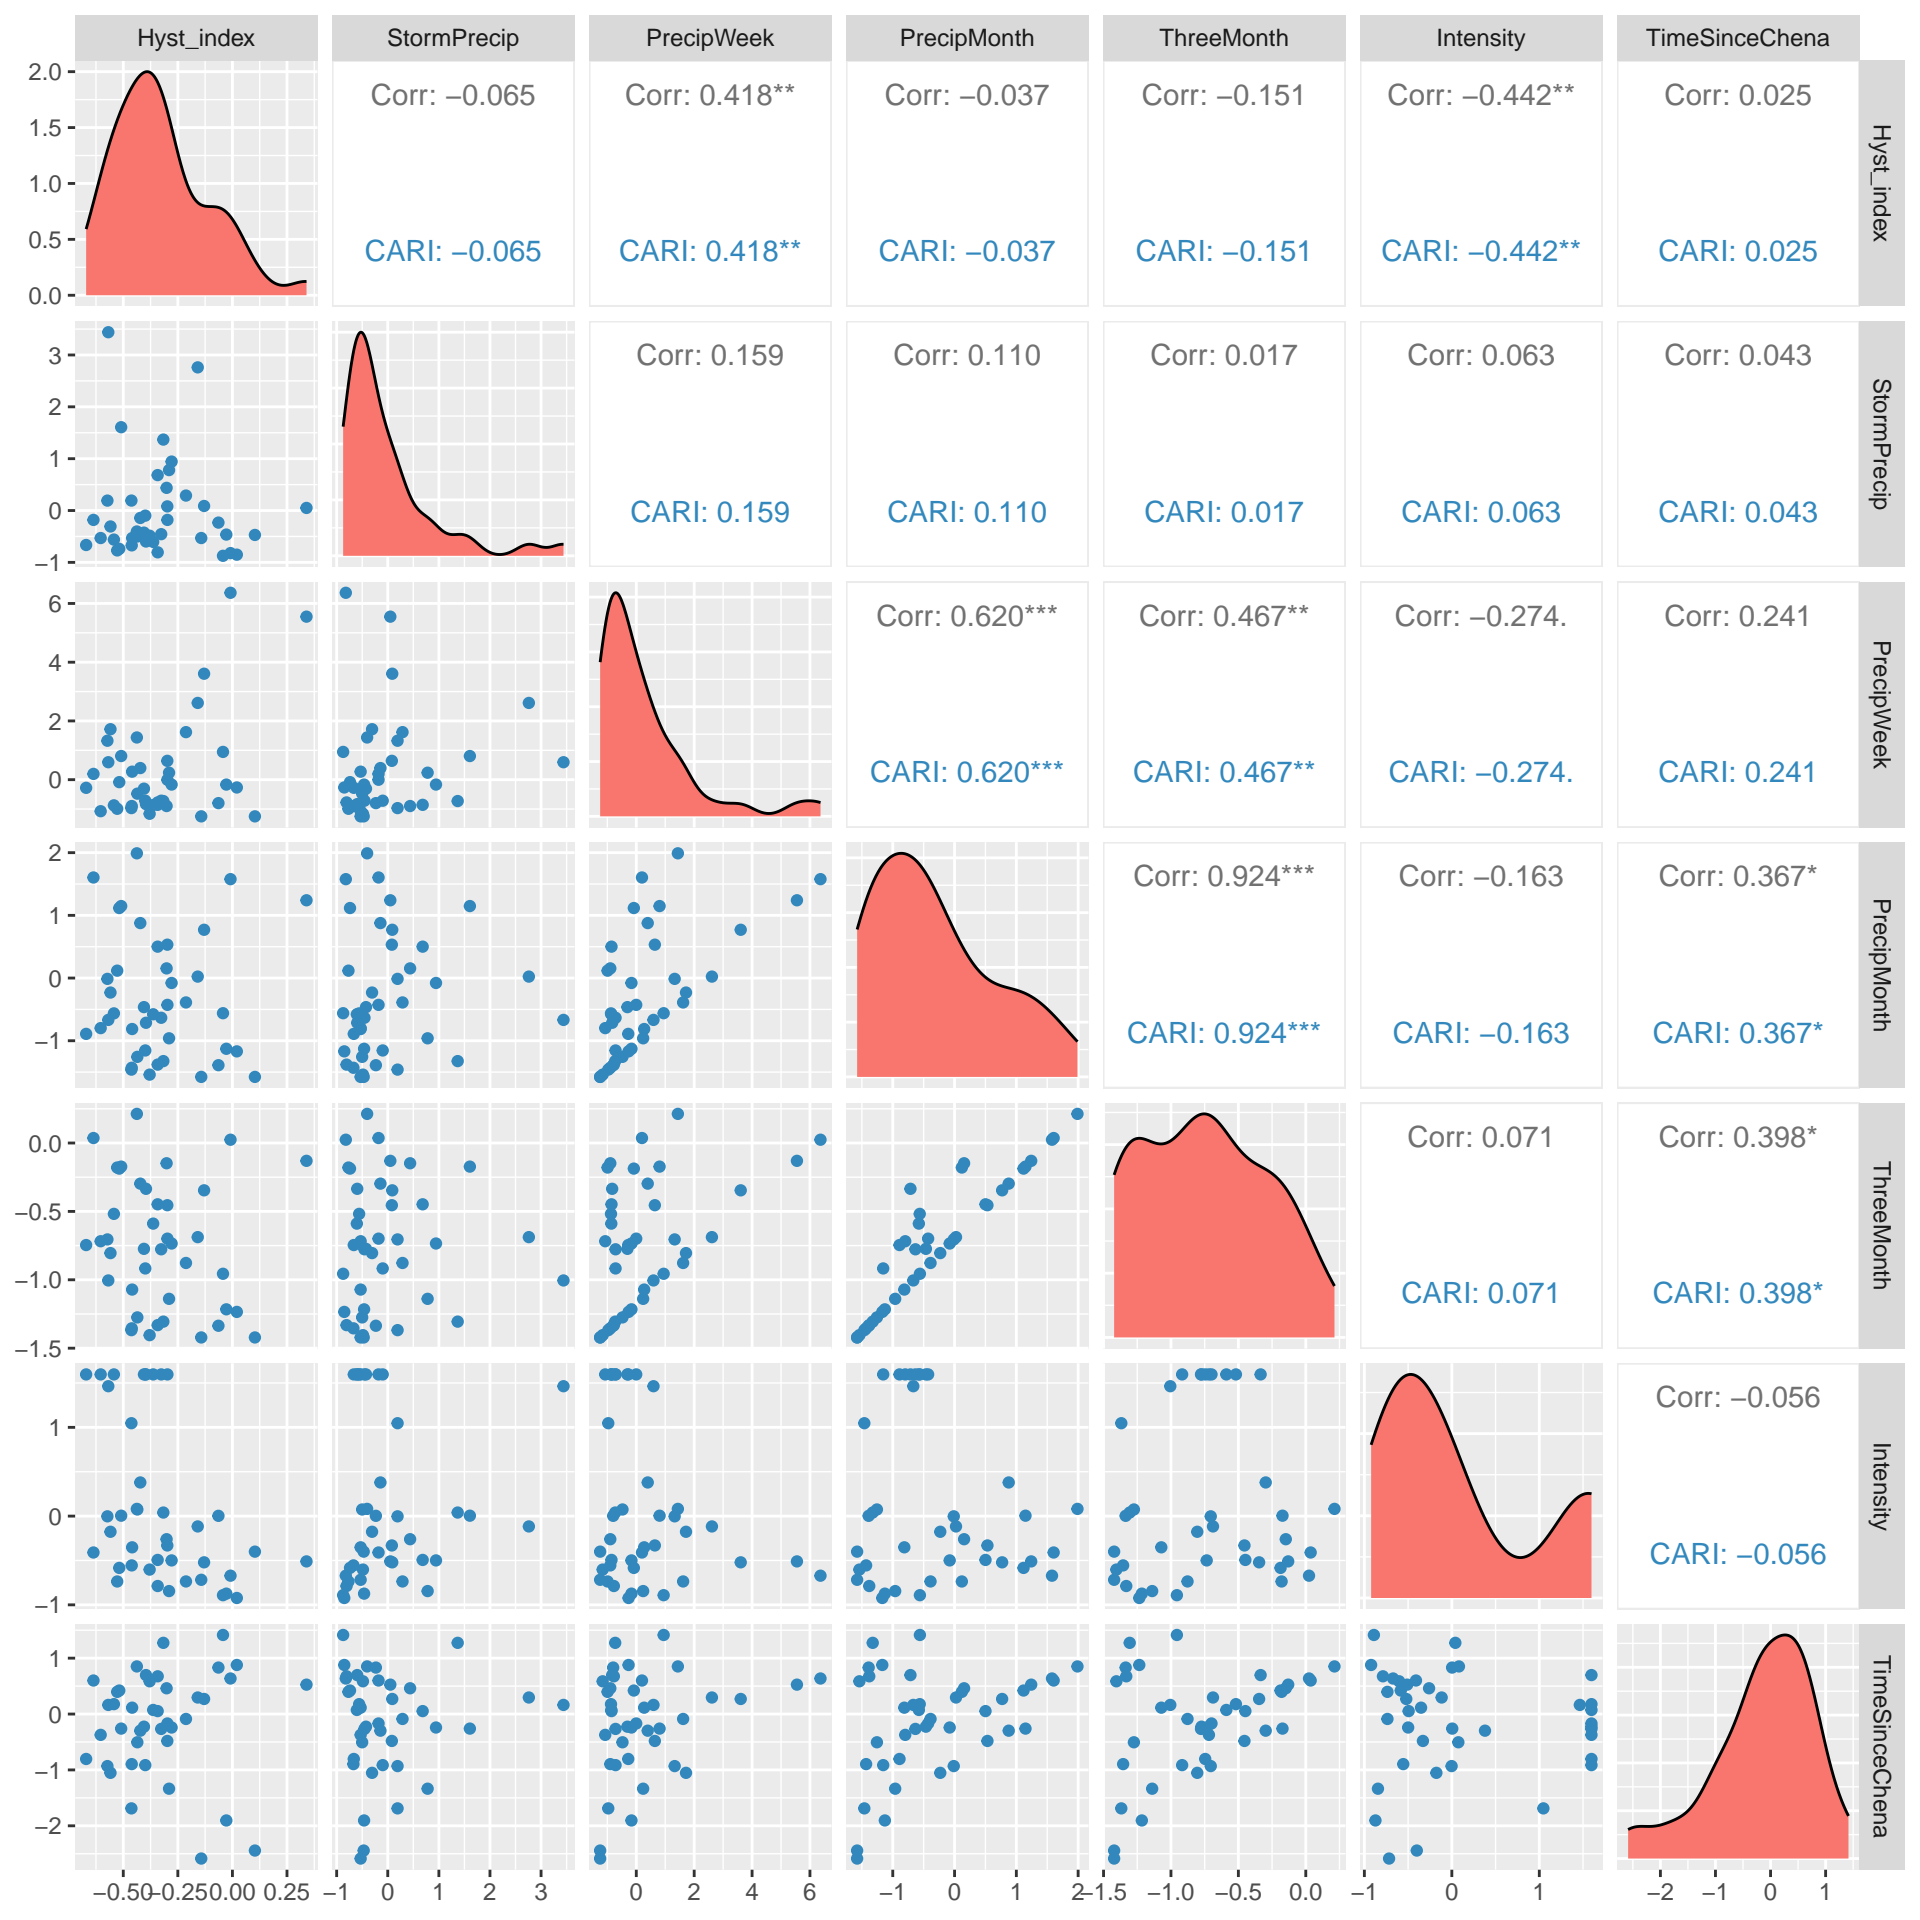 Hyst_index StormPrecip PrecipWeek PrecipMonth ThreeMonth Intensity TimeSinceChena
2.0
1.5
1.0
0.5
0.0
Corr: −0.065 Corr: 0.418** Corr: −0.037 Corr: −0.151 Corr: −0.442** Corr: 0.025
CARI: −0.065 CARI: 0.418** CARI: −0.037 CARI: −0.151 CARI: −0.442** CARI: 0.025
Hyst_index
3
2
1
0
−1
Corr: 0.159 Corr: 0.110 Corr: 0.017 Corr: 0.063 Corr: 0.043
CARI: 0.159 CARI: 0.110 CARI: 0.017 CARI: 0.063 CARI: 0.043
StormPrecip
6
4
2
0
Corr: 0.620*** Corr: 0.467** Corr: −0.274. Corr: 0.241
CARI: 0.620*** CARI: 0.467** CARI: −0.274. CARI: 0.241
PrecipWeek
2
1
0
−1
Corr: 0.924*** Corr: −0.163 Corr: 0.367*
CARI: 0.924*** CARI: −0.163 CARI: 0.367*
PrecipMonth
0.0
−0.5
−1.0
−1.5
Corr: 0.071 Corr: 0.398*
CARI: 0.071 CARI: 0.398*
ThreeMonth
1
0
−1
Corr: −0.056
CARI: −0.056
Intensity
1
0
−1
−2
TimeSinceChena
−0.50 −0.25 0.00 0.25 −1 0 1 2 3 0 2 4 6 −1 0 1 2 −1.5 −1.0 −0.5 0.0 −1 0 1 −2 −1 0 1